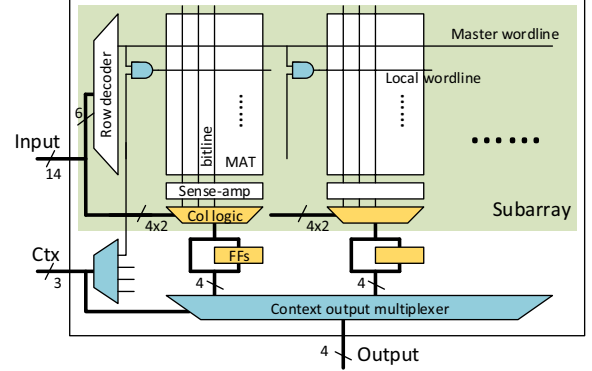 Master wordline
Row decoder
Local wordline
6
Input
14
bitline
MAT
Sense-amp
Col logic
4x2
4x2
Subarray
Ctx
3
FFs
4
4
Context output multiplexer
4
Output